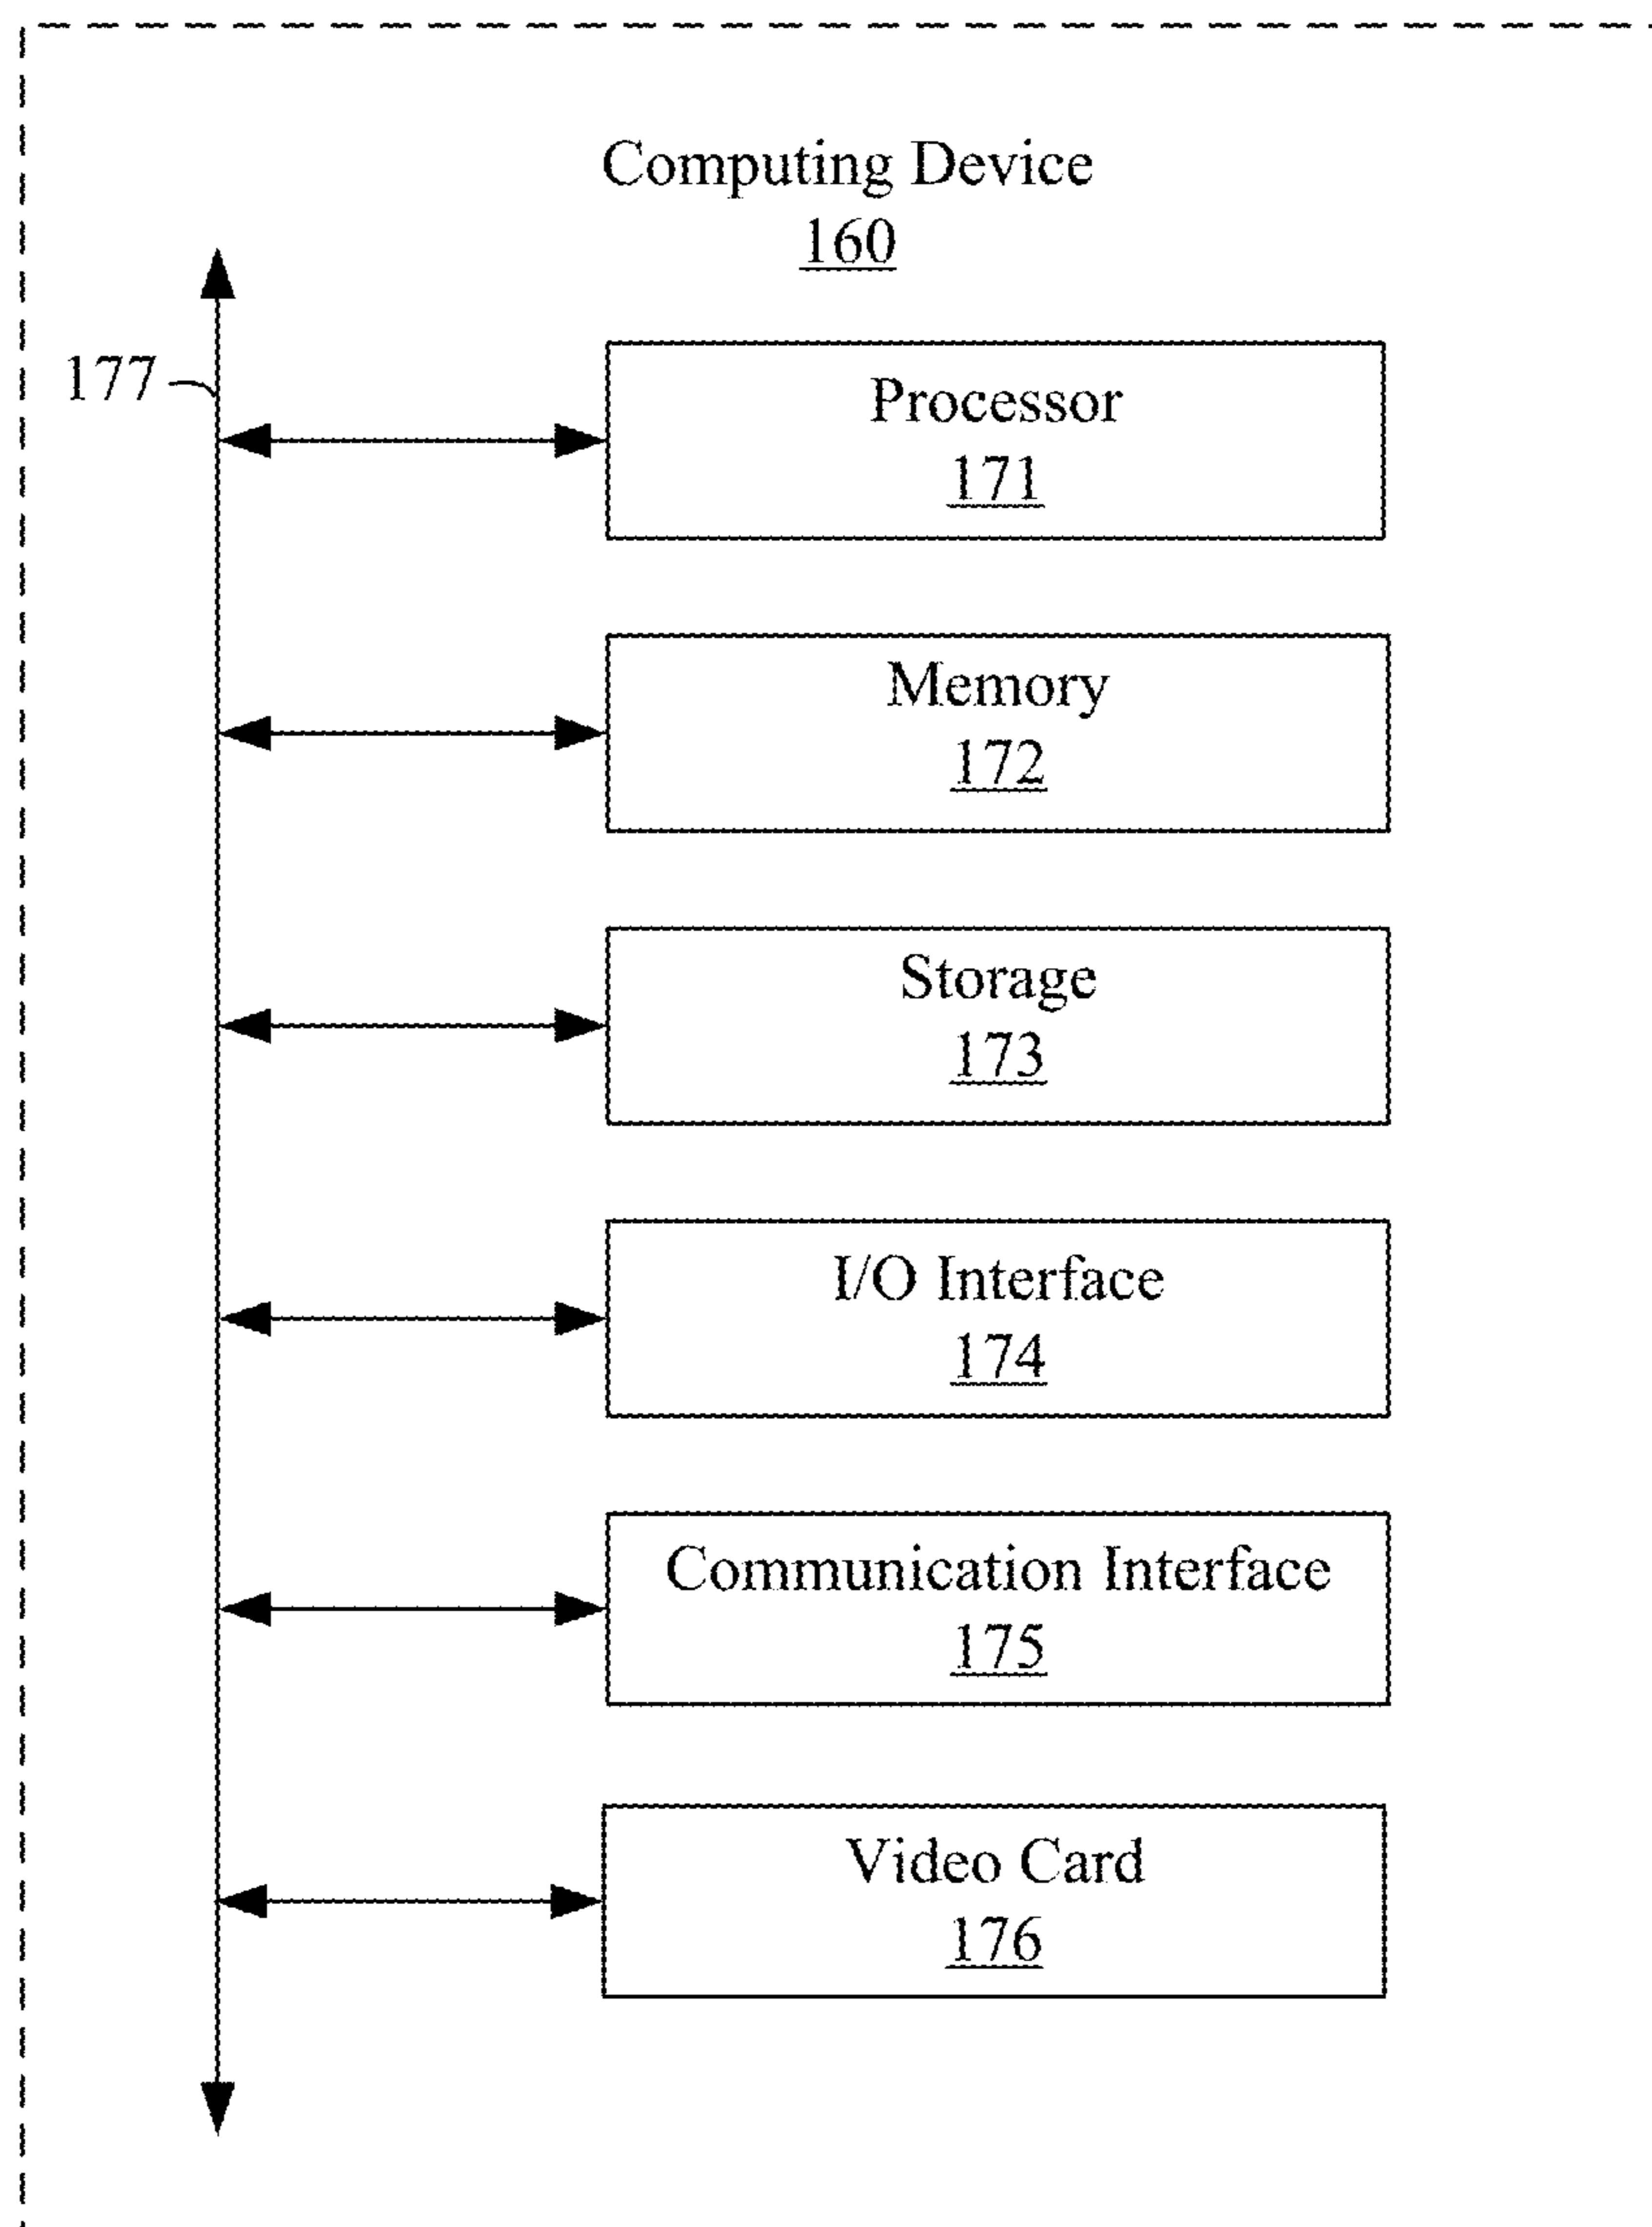 Computing Device
160
177
Processor
171
Memory
172
Storage
173
I/O Interface
174
Communication Interface
175
Video Card
176